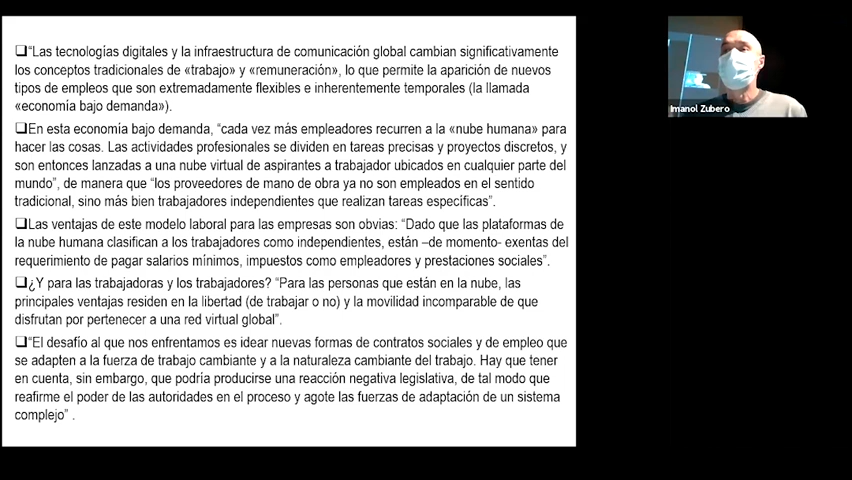 ❑“Las tecnologías digitales y la infraestructura de comunicación global cambian significativamente
los conceptos tradicionales de «trabajo» y «remuneración», lo que permite la aparición de nuevos
tipos de empleos que son extremadamente flexibles e inherentemente temporales (la llamada
«economía bajo demanda»).
❑En esta economía bajo demanda, “cada vez más empleadores recurren a la «nube humana» para
hacer las cosas. Las actividades profesionales se dividen en tareas precisas y proyectos discretos, y
son entonces lanzadas a una nube virtual de aspirantes a trabajador ubicados en cualquier parte del
mundo”, de manera que “los proveedores de mano de obra ya no son empleados en el sentido
tradicional, sino más bien trabajadores independientes que realizan tareas específicas”.
❑Las ventajas de este modelo laboral para las empresas son obvias: “Dado que las plataformas de
la nube humana clasifican a los trabajadores como independientes, están –de momento- exentas del
requerimiento de pagar salarios mínimos, impuestos como empleadores y prestaciones sociales”.
❑¿Y para las trabajadoras y los trabajadores? “Para las personas que están en la nube, las
principales ventajas residen en la libertad (de trabajar o no) y la movilidad incomparable de que
disfrutan por pertenecer a una red virtual global”.
❑“El desafío al que nos enfrentamos es idear nuevas formas de contratos sociales y de empleo que
se adapten a la fuerza de trabajo cambiante y a la naturaleza cambiante del trabajo. Hay que tener
en cuenta, sin embargo, que podría producirse una reacción negativa legislativa, de tal modo que
reafirme el poder de las autoridades en el proceso y agote las fuerzas de adaptación de un sistema
complejo” .
Imanol Zubero